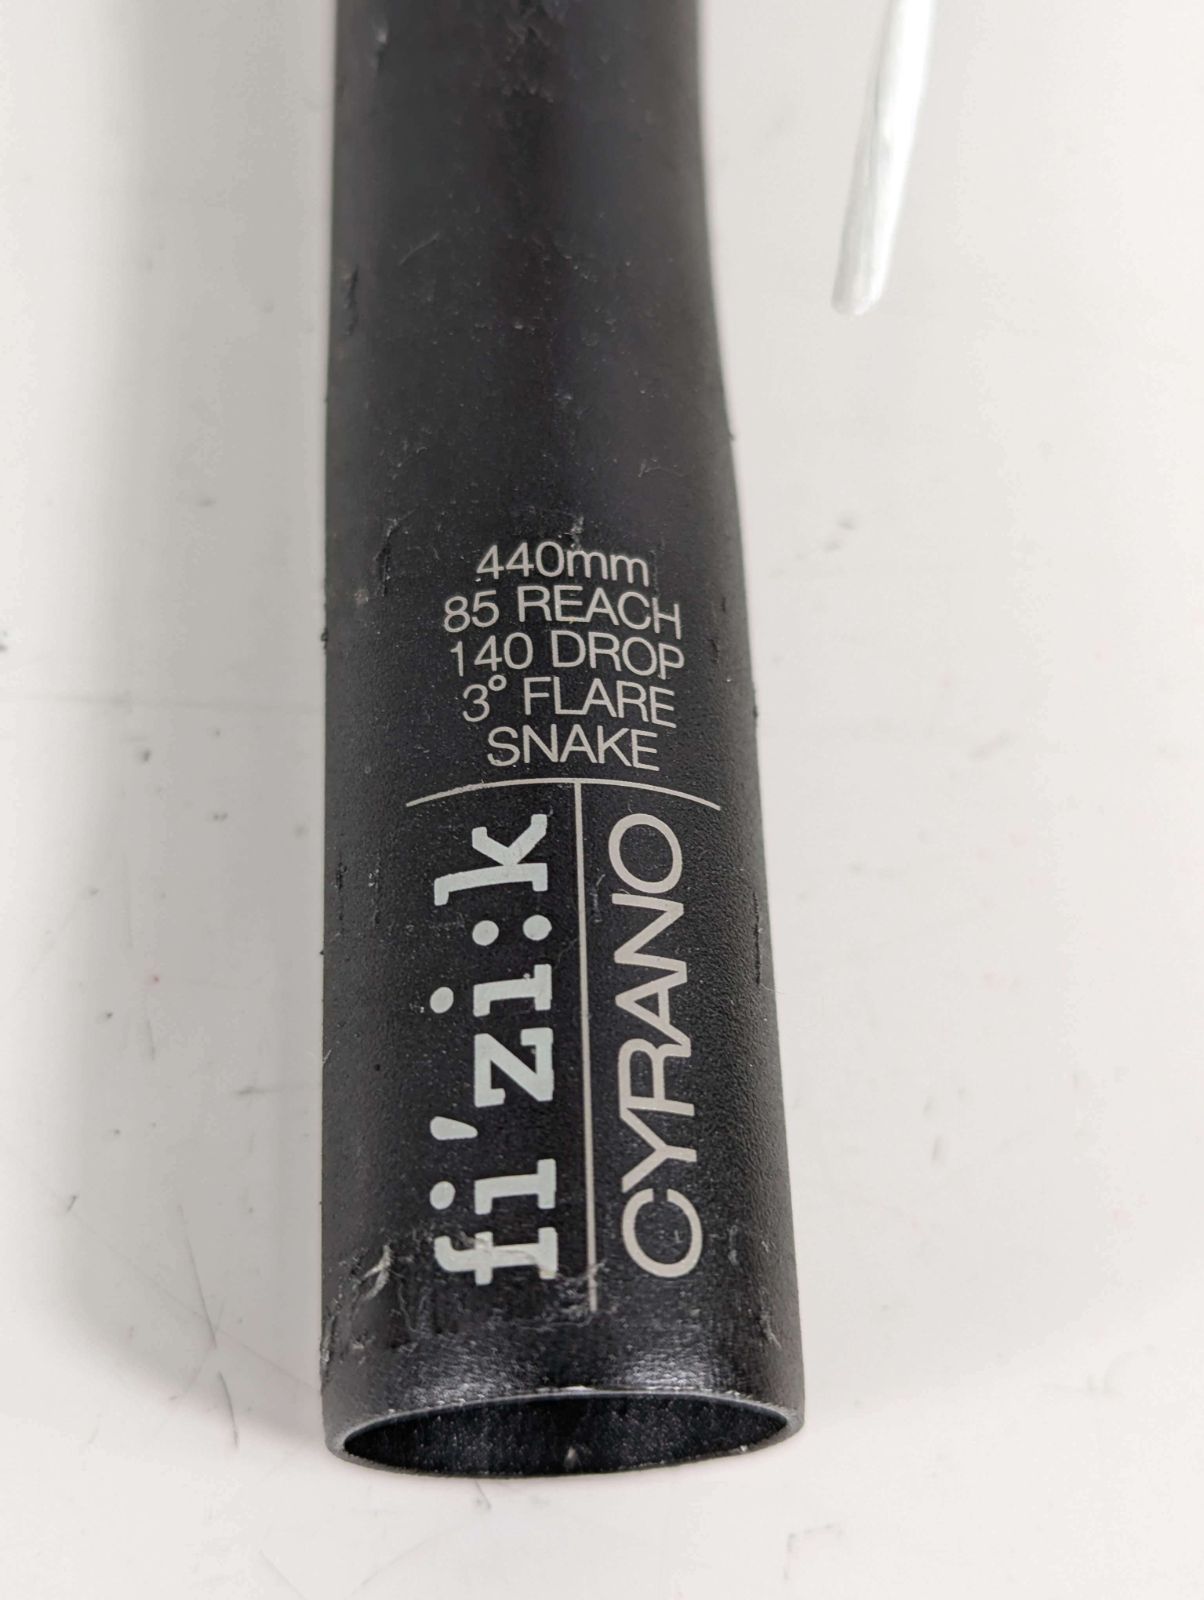 440mm
85 REACH
140 DROP
3° FLARE
SNAKE
fi'zi:k
CYRANO